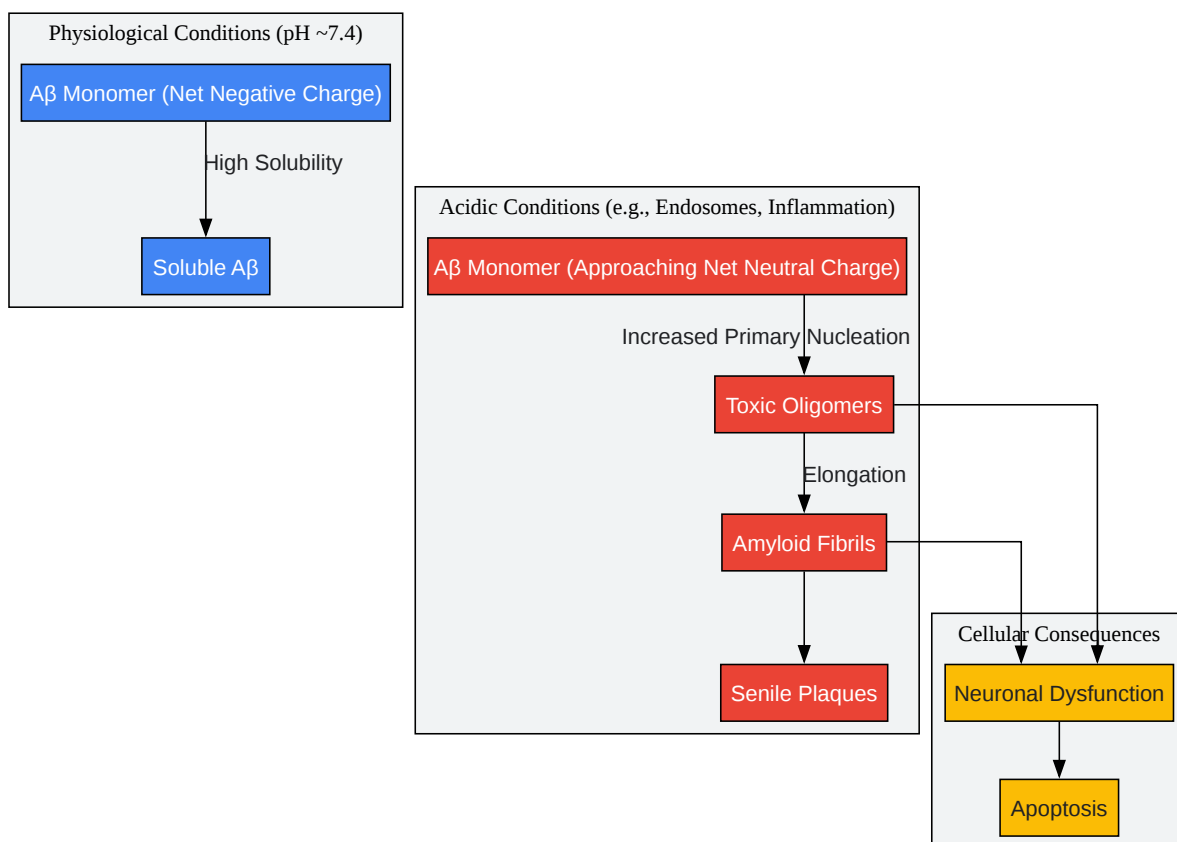 Physiological Conditions (pH ~7.4)
Aβ Monomer (Net Negative Charge)
High Solubility
Soluble Aβ
Acidic Conditions (e.g., Endosomes, Inflammation)
Aβ Monomer (Approaching Net Neutral Charge)
Increased Primary Nucleation
Toxic Oligomers
Elongation
Amyloid Fibrils
Senile Plaques
Cellular Consequences
Neuronal Dysfunction
Apoptosis